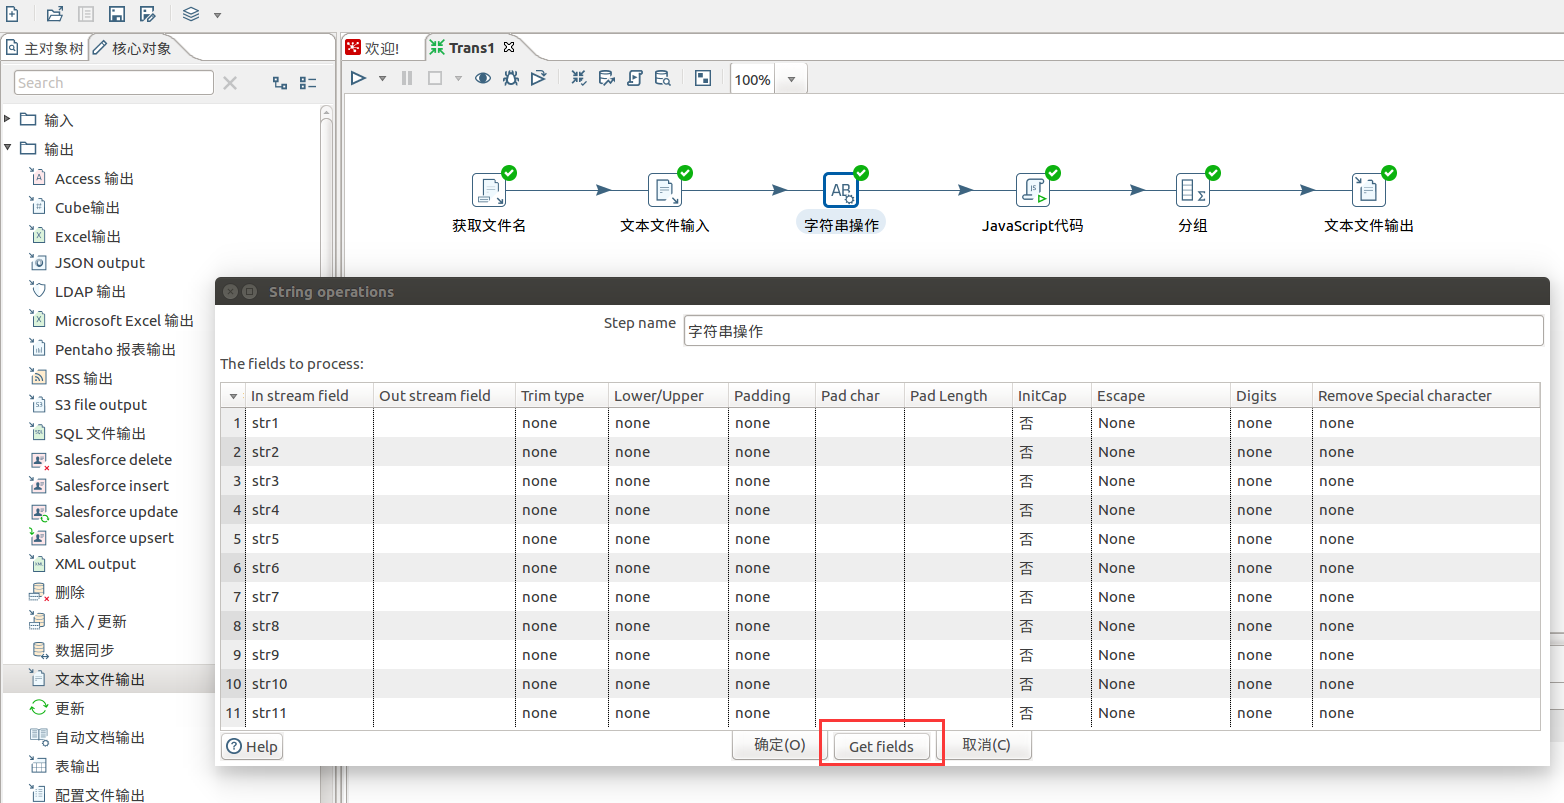 主对象树 核心对象
欢迎! Trans1
Search
100%
输入
输出
Access 输出
Cube输出
Excel输出
JSON output
LDAP 输出
Microsoft Excel 输出
Pentaho 报表输出
RSS 输出
S3 file output
SQL 文件输出
Salesforce delete
Salesforce insert
Salesforce update
Salesforce upsert
XML output
删除
插入 / 更新
数据同步
文本文件输出
更新
自动文档输出
表输出
配置文件输出
获取文件名 文本文件输入 字符串操作 JavaScript代码 分组 文本文件输出
String operations
Step name 字符串操作
The fields to process:
In stream field Out stream field Trim type Lower/Upper Padding Pad char Pad Length InitCap Escape Digits Remove Special character
1 str1 none none none 否 None none none
2 str2 none none none 否 None none none
3 str3 none none none 否 None none none
4 str4 none none none 否 None none none
5 str5 none none none 否 None none none
6 str6 none none none 否 None none none
7 str7 none none none 否 None none none
8 str8 none none none 否 None none none
9 str9 none none none 否 None none none
10 str10 none none none 否 None none none
11 str11 none none none 否 None none none
Help 确定(O) Get fields 取消(C)